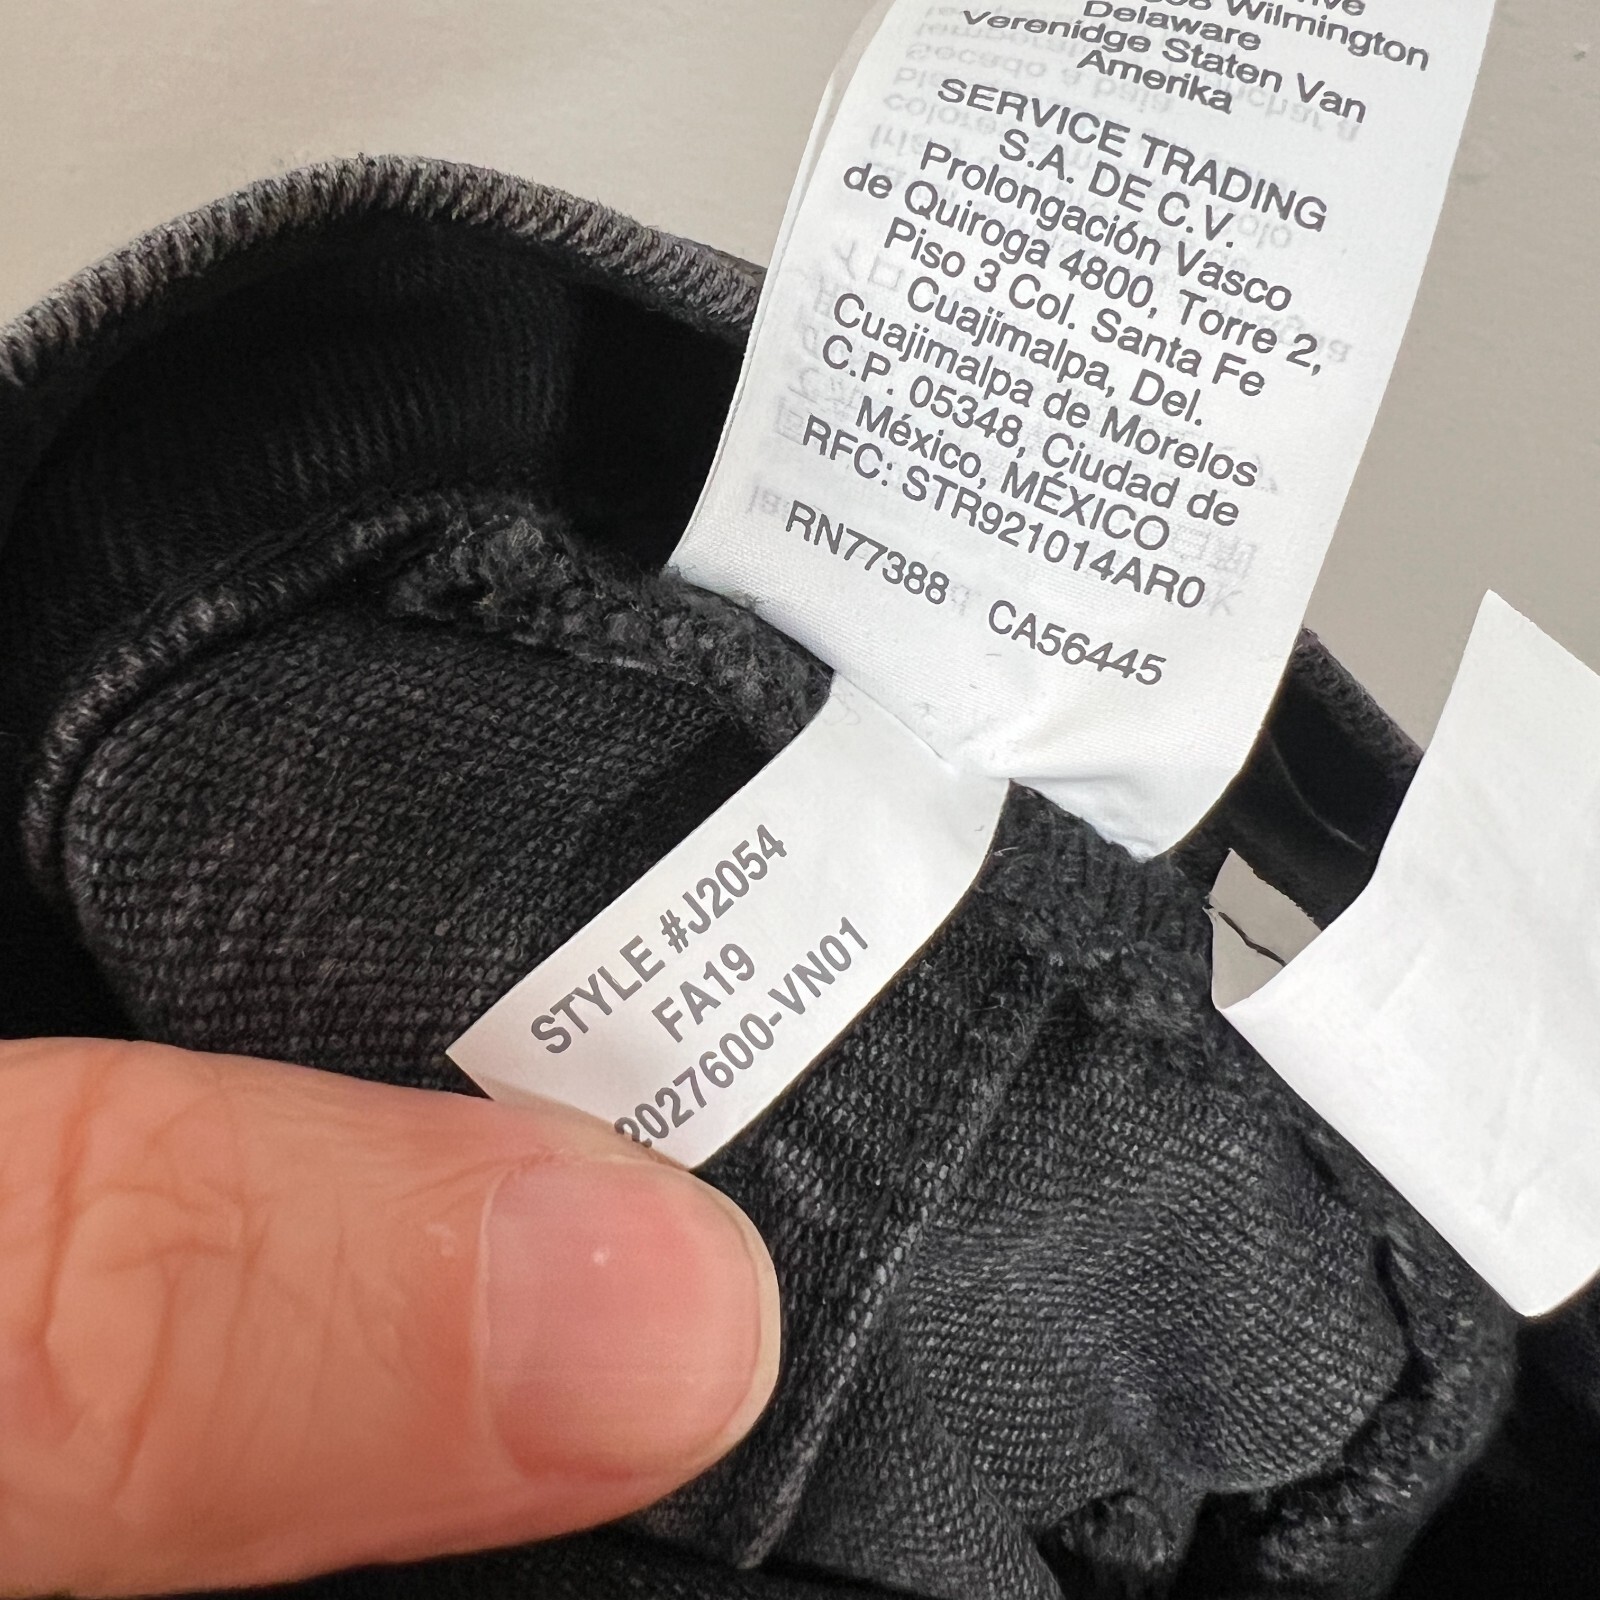 Wilmington
Delaware
Verenidge Staten Van
Amerika
SERVICE TRADING
S.A. DE C.V.
Prolongación Vasco
de Quiroga 4800, Torre 2,
Piso 3 Col. Santa Fe
Cuajimalpa, Del.
Cuajimalpa de Morelos
C.P. 05348, Ciudad de
México, MÉXICO
RFC: STR921014AR0
RN77388 CA56445
STYLE #J2054
FA19
2027600-VN01